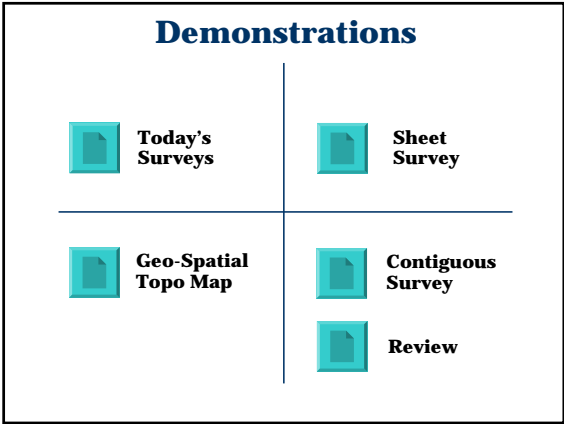 Demonstrations
Today's
Surveys
Sheet
Survey
Geo-Spatial
Topo Map
Contiguous
Survey
Review